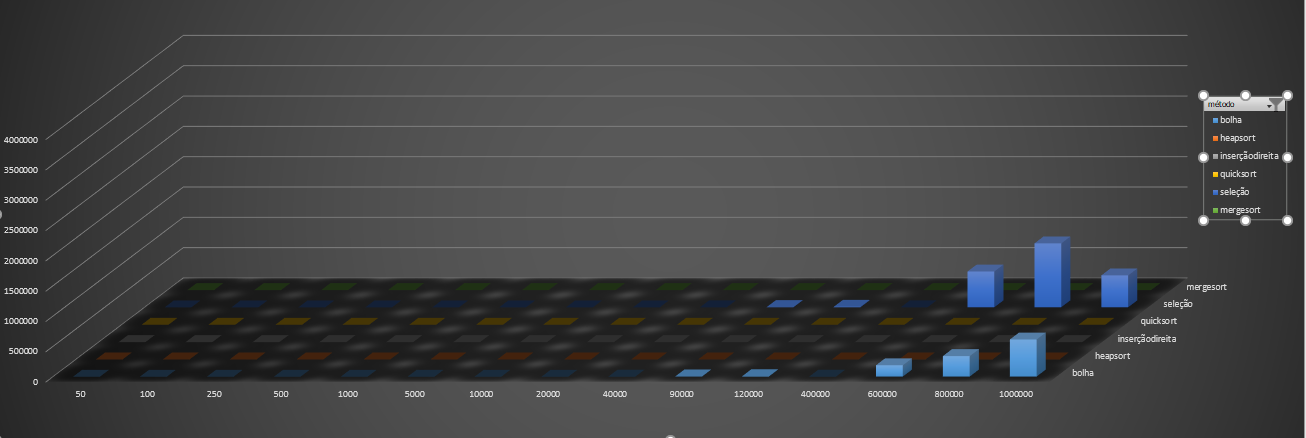 4000000
3500000
3000000
2500000
2000000
1500000
1000000
500000
0
50 100 250 500 1000 5000 10000 20000 40000 90000 120000 400000 600000 800000 1000000
mergesort
seleção
quicksort
inserçãodireita
heapsort
bolha
método
bolha
heapsort
inserçãodireita
quicksort
seleção
mergesort